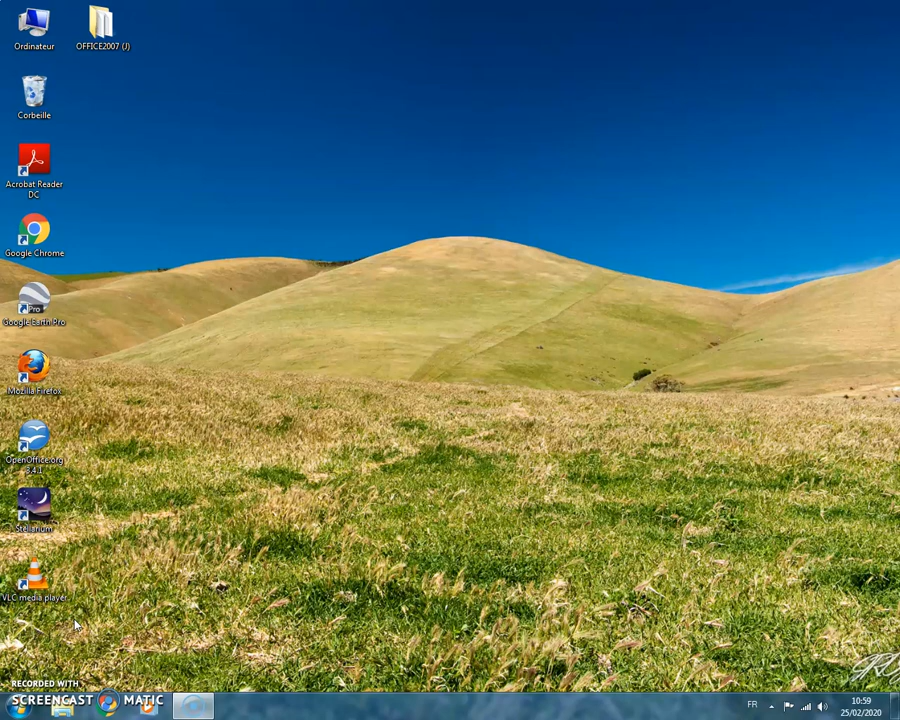 Ordinateur
OFFICE2007 (J)
Corbeille
Acrobat Reader
DC
Google Chrome
Pro
Google Earth Pro
Mozilla Firefox
OpenOffice.org
3.4.1
Stellarium
VLC media player
RECORDED WITH
SCREENCAST MATIC
FR
10:59
25/02/2020